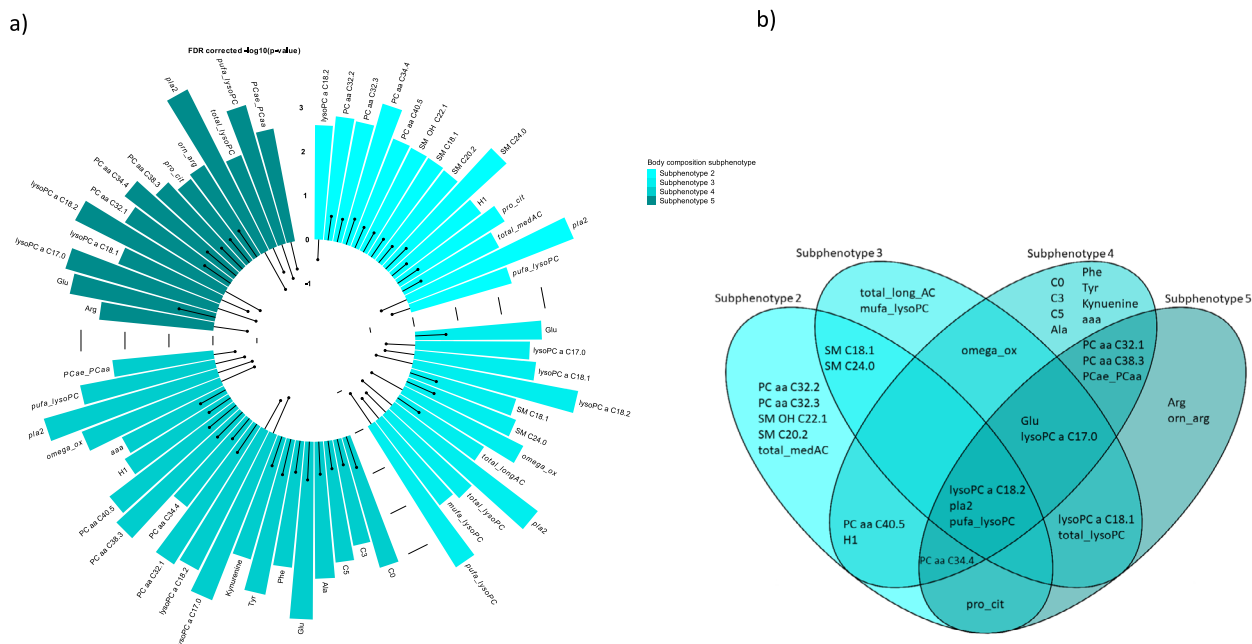 a)
FDR corrected -log10(p-value)
3
2
1
0
-1
lysoPC a C18.2
PC aa C32.2
PC aa C32.3
PC aa C34.4
PC aa C40.5
SM OH C22.1
SM C18.1
SM C20.2
SM C24.0
H1
pro_cit
total_medAC
pla2
pufa_lysoPC
Glu
lysoPC a C17.0
lysoPC a C18.1
lysoPC a C18.2
SM C18.1
SM C24.0
omega_ox
total_longAC
pla2
total_lysoPC
mufa_lysoPC
pufa_lysoPC
C0
C3
C5
Ala
Glu
Phe
Tyr
Kynurenine
lysoPC a C17.0
lysoPC a C18.2
PC aa C32.1
PC aa C34.4
PC aa C38.3
PC aa C40.5
H1
aaa
omega_ox
pla2
pufa_lysoPC
PCae_PCaa
Arg
Glu
lysoPC a C17.0
lysoPC a C18.1
lysoPC a C18.2
PC aa C32.1
PC aa C34.4
PC aa C38.3
pro_cit
orn_arg
pla2
total_lysoPC
pufa_lysoPC
PCae_PCaa
Body composition subphenotype
Subphenotype 2
Subphenotype 3
Subphenotype 4
Subphenotype 5
b)
Subphenotype 2
Subphenotype 3
Subphenotype 4
Subphenotype 5
total_long_AC
mufa_lysoPC
C0
C3
C5
Ala
Phe
Tyr
Kynuenine
aaa
SM C18.1
SM C24.0
omega_ox
PC aa C32.1
PC aa C38.3
PCae_PCaa
PC aa C32.2
PC aa C32.3
SM OH C22.1
SM C20.2
total_medAC
Glu
lysoPC a C17.0
Arg
orn_arg
lysoPC a C18.2
pla2
pufa_lysoPC
PC aa C40.5
H1
lysoPC a C18.1
total_lysoPC
PC aa C34.4
pro_cit